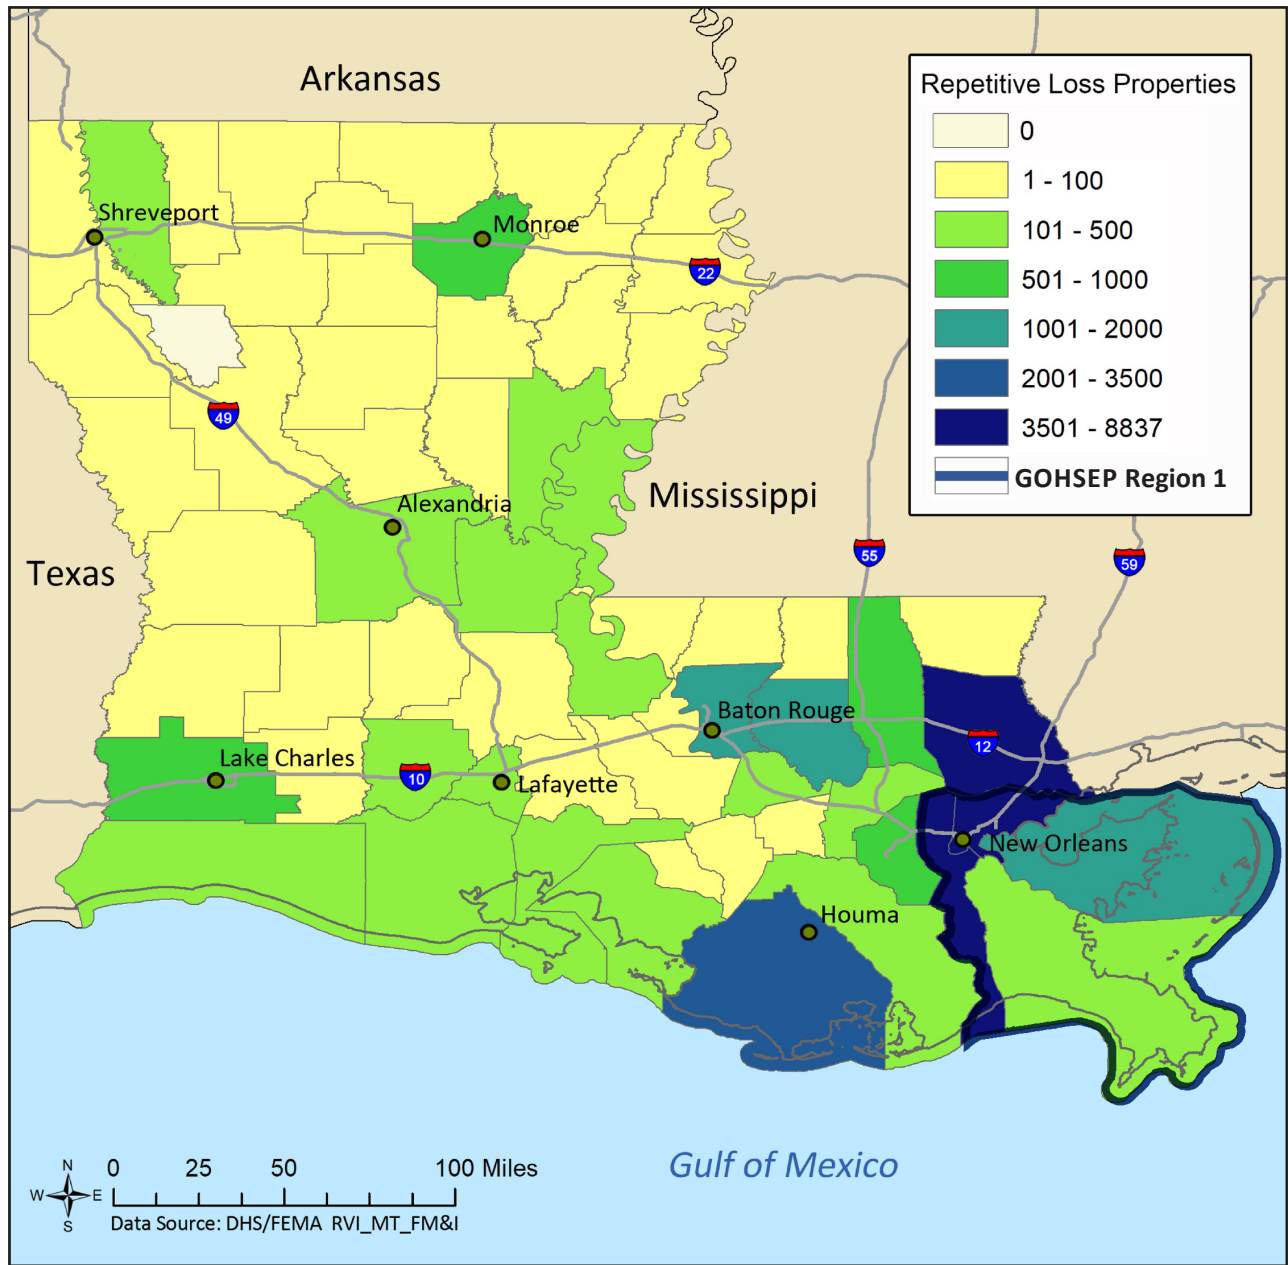 Arkansas
Repetitive Loss Properties
0
1 - 100
101 - 500
501 - 1000
1001 - 2000
2001 - 3500
3501 - 8837
GOHSEP Region 1
Shreveport
Monroe
22
49
Alexandria
Mississippi
Texas
55
59
Baton Rouge
12
Lake Charles
10
Lafayette
New Orleans
Houma
Gulf of Mexico
N
W E
S
0 25 50 100 Miles
Data Source: DHS/FEMA RVI_MT_FM&I